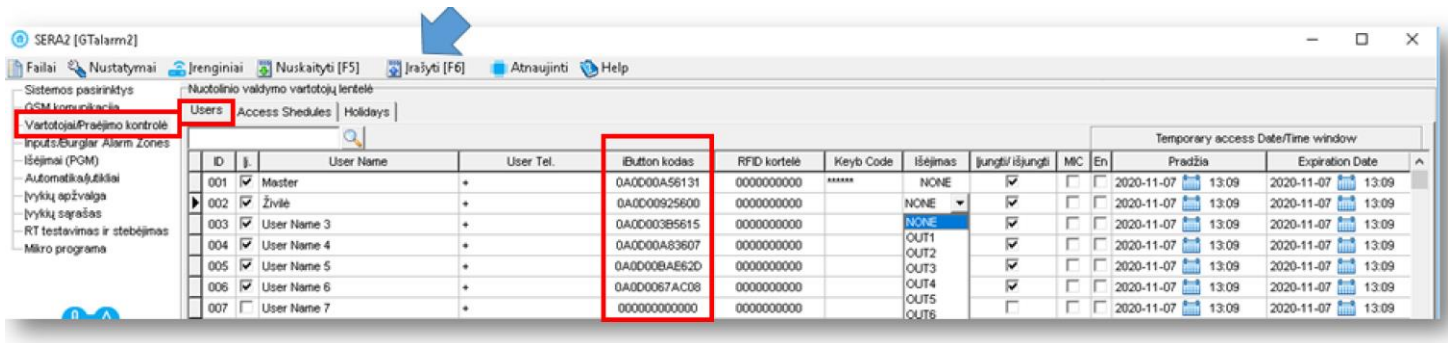 SERA2 [GTalarm2]
Failai Nustatymai Įrenginiai Nuskaityti [F5] Įrašyti [F6] Atnaujinti Help
Sistemos pasirinktys
GSM komunikacija
Vartotojai/Praėjimo kontrolė
Inputs/Burglar Alarm Zones
Išėjimai (PGM)
Automatika/jutikliai
Įvykių apžvalga
Įvykių sąrašas
RT testavimas ir stebėjimas
Mikro programa
Nuotolinio valdymo vartotojų lentelė
Users Access Shedules Holidays
Temporary access Date/Time window
ID Įj. User Name User Tel. iButton kodas RFID kortelė Keyb Code Išėjimas Įjungti/išjungti MIC En Pradžia Expiration Date
001 Master + 0A0D00A56131 0000000000 ****** NONE 2020-11-07 13:09 2020-11-07 13:09
002 Živilė + 0A0D00925600 0000000000 NONE 2020-11-07 13:09 2020-11-07 13:09
003 User Name 3 + 0A0D003B5615 0000000000 NONE 2020-11-07 13:09 2020-11-07 13:09
004 User Name 4 + 0A0D00A83607 0000000000 OUT1 2020-11-07 13:09 2020-11-07 13:09
OUT2
005 User Name 5 + 0A0D00BAE62D 0000000000 OUT3 2020-11-07 13:09 2020-11-07 13:09
006 User Name 6 + 0A0D0067AC08 0000000000 OUT4 2020-11-07 13:09 2020-11-07 13:09
OUT5
007 User Name 7 + 000000000000 0000000000 OUT6 2020-11-07 13:09 2020-11-07 13:09